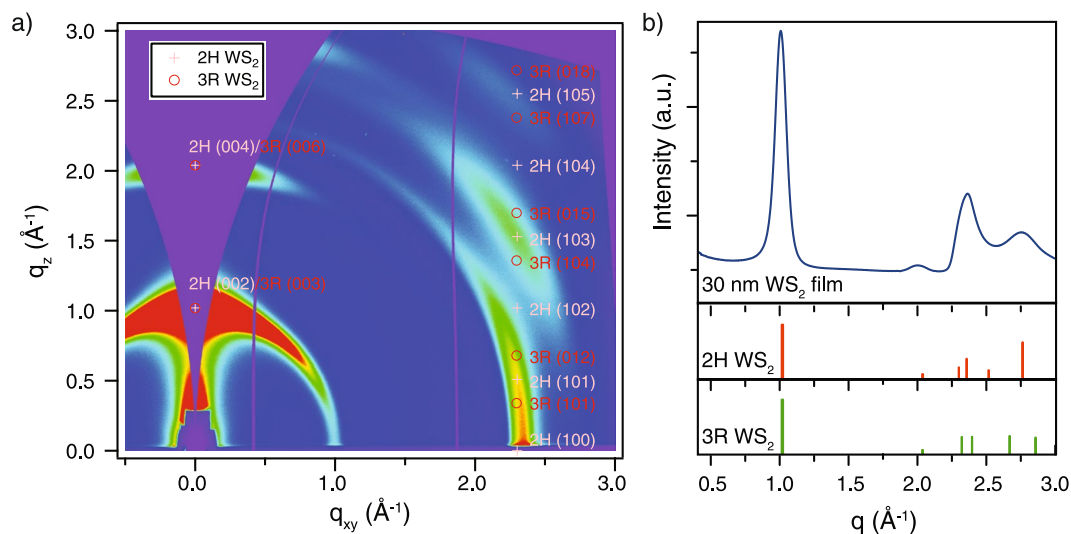 a)
3.0
2.5
2.0
1.5
1.0
0.5
0.0
q_z (Å⁻¹)
2H WS₂
3R WS₂
2H (004)/3R (006)
2H (002)/3R (003)
3R (018)
2H (105)
3R (107)
2H (104)
3R (015)
2H (103)
3R (104)
2H (102)
3R (012)
2H (101)
3R (101)
2H (100)
0.0
1.0
2.0
3.0
q_xy (Å⁻¹)
b)
Intensity (a.u.)
30 nm WS₂ film
2H WS₂
3R WS₂
0.5
1.0
1.5
2.0
2.5
3.0
q (Å⁻¹)